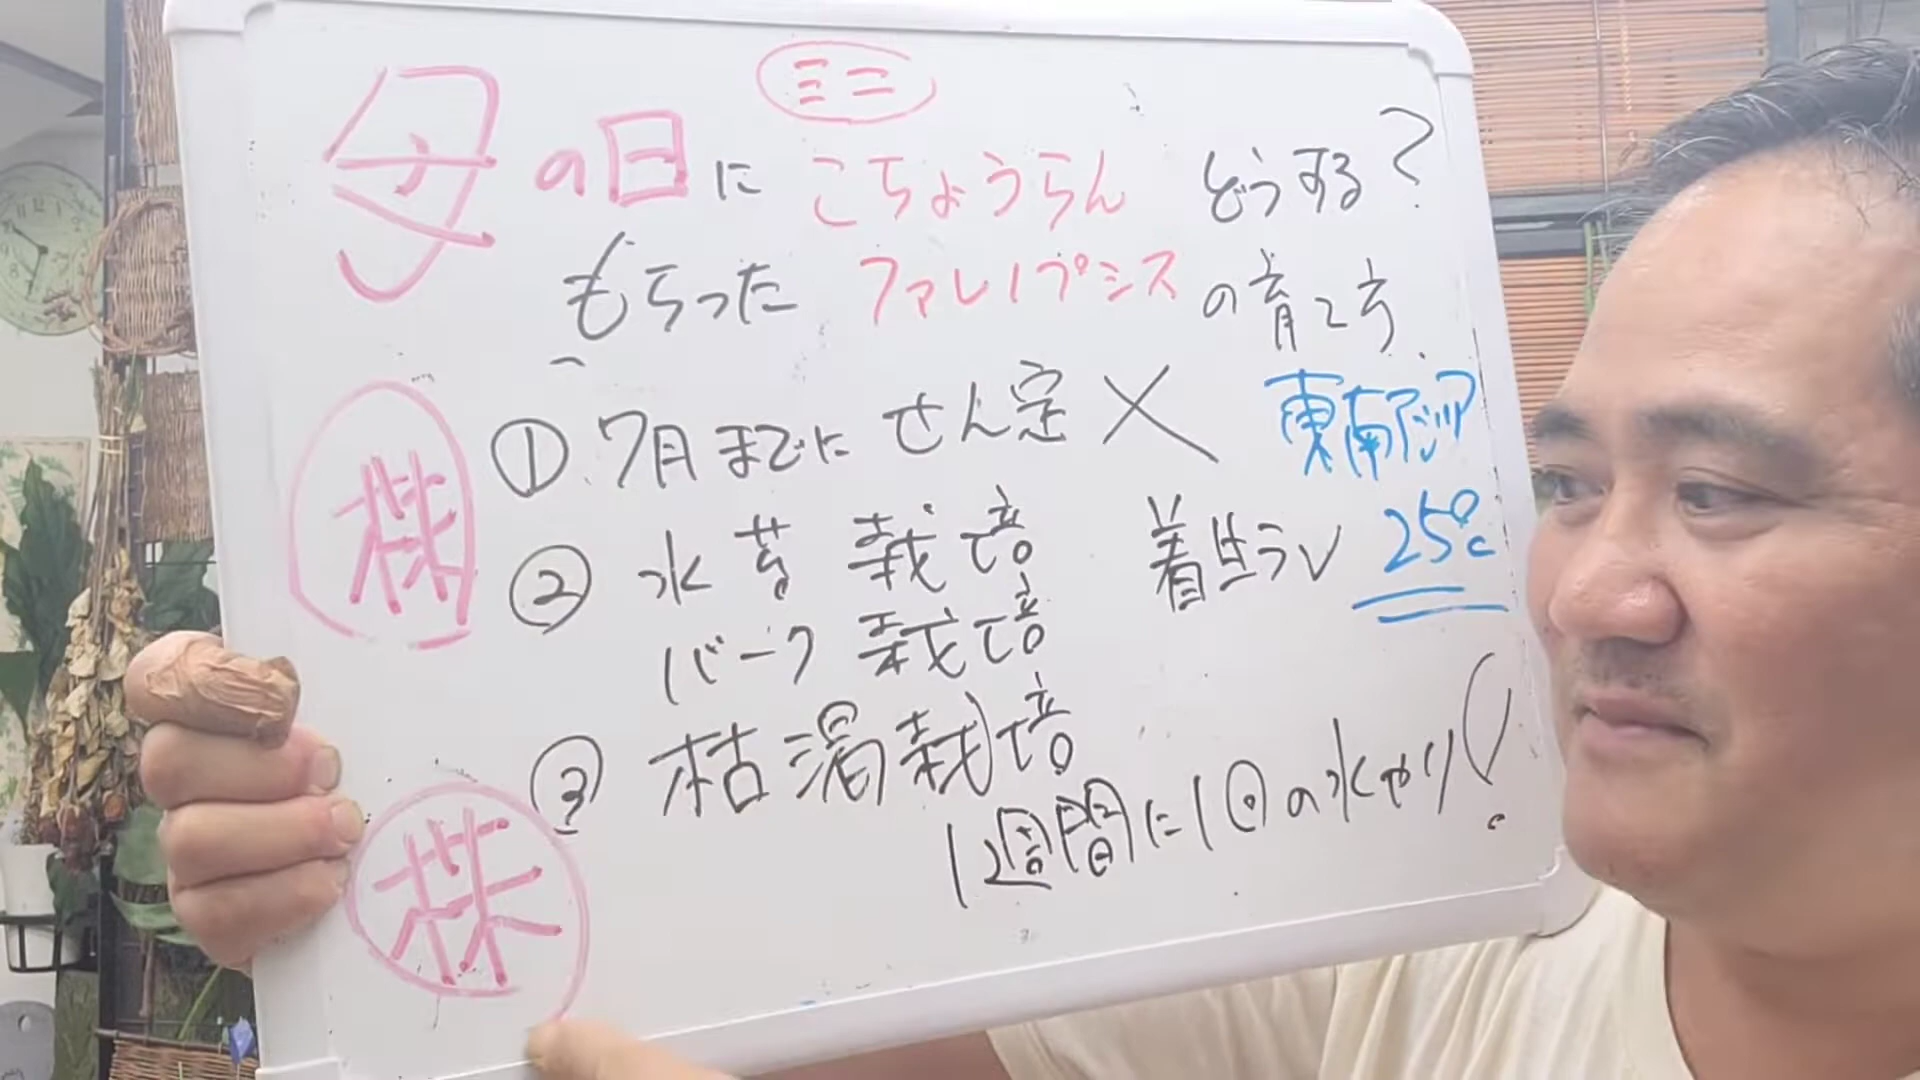 ミニ
母の日に こちょうらん どうする?
もらった ファレノプシス の育て方
株
① 7月までに せん定 ×
東南アジア
② 水苔栽培
着生ラン 25℃
バーク栽培
③ 枯渇栽培
1週間に1回の水やり!
株